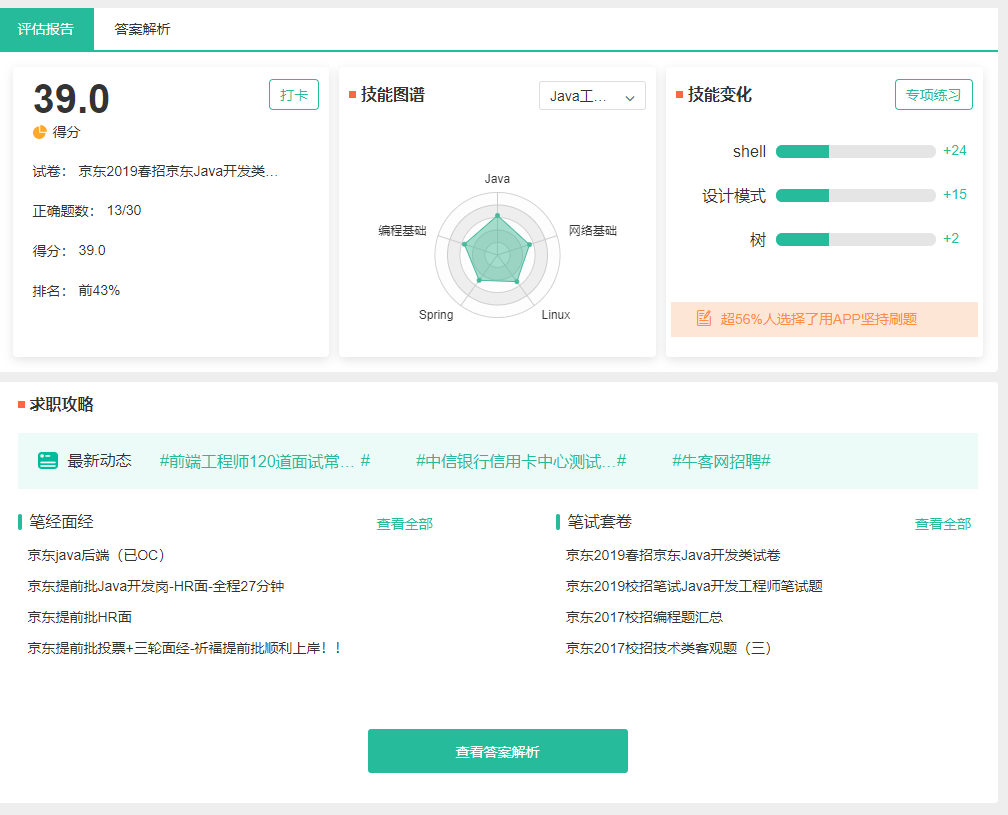 评估报告 答案解析
39.0 打卡
得分
试卷： 京东2019春招京东Java开发类...
正确题数： 13/30
得分： 39.0
排名： 前43%
技能图谱 Java工...
Java
编程基础 网络基础
Spring Linux
技能变化 专项练习
shell +24
设计模式 +15
树 +2
超56%人选择了用APP坚持刷题
求职攻略
最新动态 #前端工程师120道面试常... # #中信银行信用卡中心测试...# #牛客网招聘#
笔经面经 查看全部
京东java后端（已OC）
京东提前批Java开发岗-HR面-全程27分钟
京东提前批HR面
京东提前批投票+三轮面经-祈福提前批顺利上岸！！
笔试套卷 查看全部
京东2019春招京东Java开发类试卷
京东2019校招笔试Java开发工程师笔试题
京东2017校招编程题汇总
京东2017校招技术类客观题（三）
查看答案解析